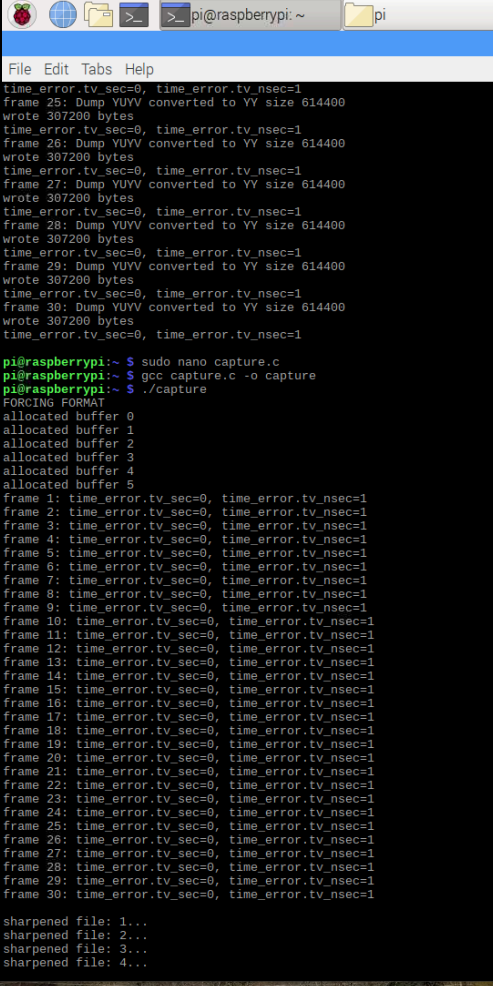 pi@raspberrypi: ~
pi
File Edit Tabs Help
time_error.tv_sec=0, time_error.tv_nsec=1
frame 25: Dump YUYV converted to YY size 614400
wrote 307200 bytes
time_error.tv_sec=0, time_error.tv_nsec=1
frame 26: Dump YUYV converted to YY size 614400
wrote 307200 bytes
time_error.tv_sec=0, time_error.tv_nsec=1
frame 27: Dump YUYV converted to YY size 614400
wrote 307200 bytes
time_error.tv_sec=0, time_error.tv_nsec=1
frame 28: Dump YUYV converted to YY size 614400
wrote 307200 bytes
time_error.tv_sec=0, time_error.tv_nsec=1
frame 29: Dump YUYV converted to YY size 614400
wrote 307200 bytes
time_error.tv_sec=0, time_error.tv_nsec=1
frame 30: Dump YUYV converted to YY size 614400
wrote 307200 bytes
time_error.tv_sec=0, time_error.tv_nsec=1
pi@raspberrypi:~ $ sudo nano capture.c
pi@raspberrypi:~ $ gcc capture.c -o capture
pi@raspberrypi:~ $ ./capture
FORCING FORMAT
allocated buffer 0
allocated buffer 1
allocated buffer 2
allocated buffer 3
allocated buffer 4
allocated buffer 5
frame 1: time_error.tv_sec=0, time_error.tv_nsec=1
frame 2: time_error.tv_sec=0, time_error.tv_nsec=1
frame 3: time_error.tv_sec=0, time_error.tv_nsec=1
frame 4: time_error.tv_sec=0, time_error.tv_nsec=1
frame 5: time_error.tv_sec=0, time_error.tv_nsec=1
frame 6: time_error.tv_sec=0, time_error.tv_nsec=1
frame 7: time_error.tv_sec=0, time_error.tv_nsec=1
frame 8: time_error.tv_sec=0, time_error.tv_nsec=1
frame 9: time_error.tv_sec=0, time_error.tv_nsec=1
frame 10: time_error.tv_sec=0, time_error.tv_nsec=1
frame 11: time_error.tv_sec=0, time_error.tv_nsec=1
frame 12: time_error.tv_sec=0, time_error.tv_nsec=1
frame 13: time_error.tv_sec=0, time_error.tv_nsec=1
frame 14: time_error.tv_sec=0, time_error.tv_nsec=1
frame 15: time_error.tv_sec=0, time_error.tv_nsec=1
frame 16: time_error.tv_sec=0, time_error.tv_nsec=1
frame 17: time_error.tv_sec=0, time_error.tv_nsec=1
frame 18: time_error.tv_sec=0, time_error.tv_nsec=1
frame 19: time_error.tv_sec=0, time_error.tv_nsec=1
frame 20: time_error.tv_sec=0, time_error.tv_nsec=1
frame 21: time_error.tv_sec=0, time_error.tv_nsec=1
frame 22: time_error.tv_sec=0, time_error.tv_nsec=1
frame 23: time_error.tv_sec=0, time_error.tv_nsec=1
frame 24: time_error.tv_sec=0, time_error.tv_nsec=1
frame 25: time_error.tv_sec=0, time_error.tv_nsec=1
frame 26: time_error.tv_sec=0, time_error.tv_nsec=1
frame 27: time_error.tv_sec=0, time_error.tv_nsec=1
frame 28: time_error.tv_sec=0, time_error.tv_nsec=1
frame 29: time_error.tv_sec=0, time_error.tv_nsec=1
frame 30: time_error.tv_sec=0, time_error.tv_nsec=1
sharpened file: 1...
sharpened file: 2...
sharpened file: 3...
sharpened file: 4...